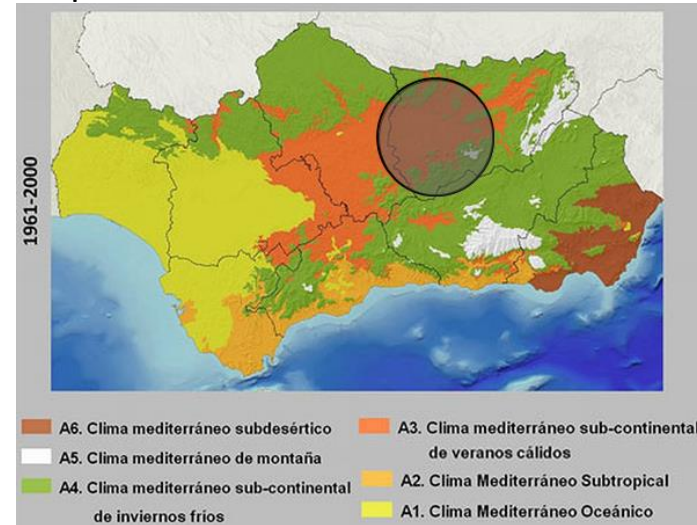 1961-2000
A6. Clima mediterráneo subdesértico
A5. Clima mediterráneo de montaña
A4. Clima mediterráneo sub-continental
de inviernos fríos
A3. Clima mediterráneo sub-continental
de veranos cálidos
A2. Clima Mediterráneo Subtropical
A1. Clima Mediterráneo Oceánico